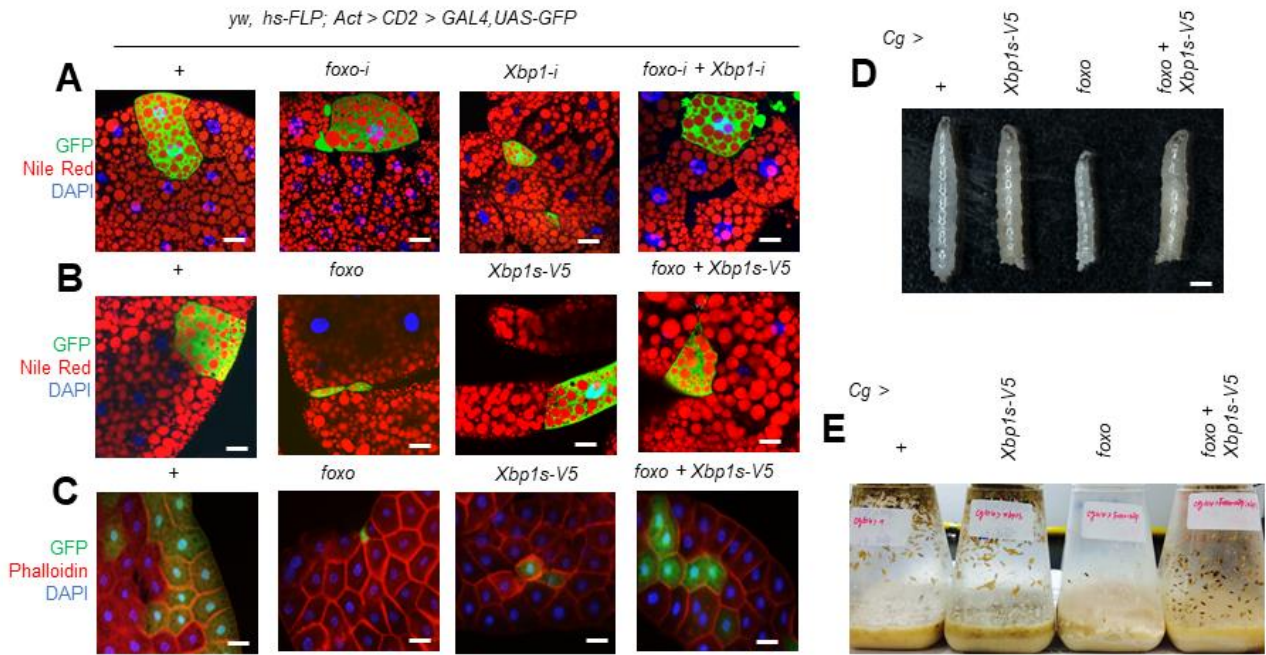 yw, hs-FLP; Act > CD2 > GAL4,UAS-GFP
A
+
foxo-i
Xbp1-i
foxo-i + Xbp1-i
GFP
Nile Red
DAPI
B
+
foxo
Xbp1s-V5
foxo + Xbp1s-V5
GFP
Nile Red
DAPI
C
+
foxo
Xbp1s-V5
foxo + Xbp1s-V5
GFP
Phalloidin
DAPI
D
Cg >
+
Xbp1s-V5
foxo
foxo +
Xbp1s-V5
E
Cg >
+
Xbp1s-V5
foxo
foxo +
Xbp1s-V5